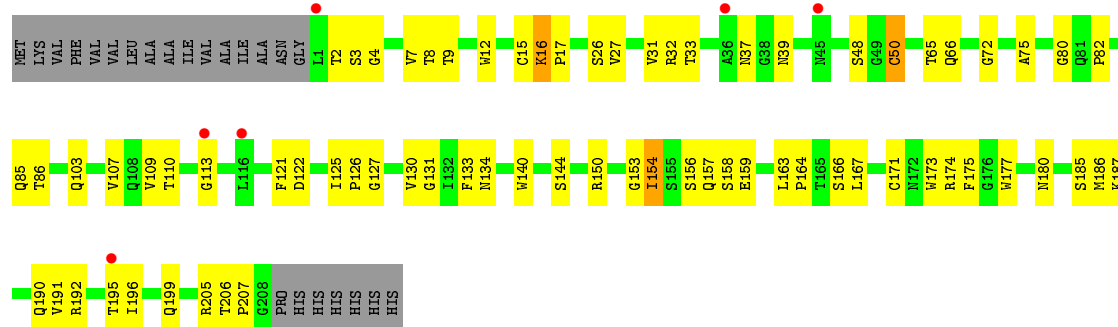 MET LYS VAL PHE VAL VAL LEU ALA ALA ILE VAL ALA ILE ALA ASN GLY L1 T2 S3 G4 V7 T8 T9 W12 C15 K16 P17 S26 V27 V31 R32 T33 A36 N37 G38 N39 N45 S48 G49 C50 T65 Q66 G72 A75 G80 Q81 P82
Q85 T86 Q103 V107 Q108 V109 T110 G113 L116 F121 D122 I125 P126 G127 V130 G131 I132 F133 N134 W140 S144 R150 G153 I154 S155 S156 Q157 S158 E159 L163 P164 T165 S166 L167 C171 N172 W173 R174 F175 G176 W177 N180 S185 M186 K187
Q190 V191 R192 T195 I196 Q199 R205 T206 P207 G208 PRO HIS HIS HIS HIS HIS HIS